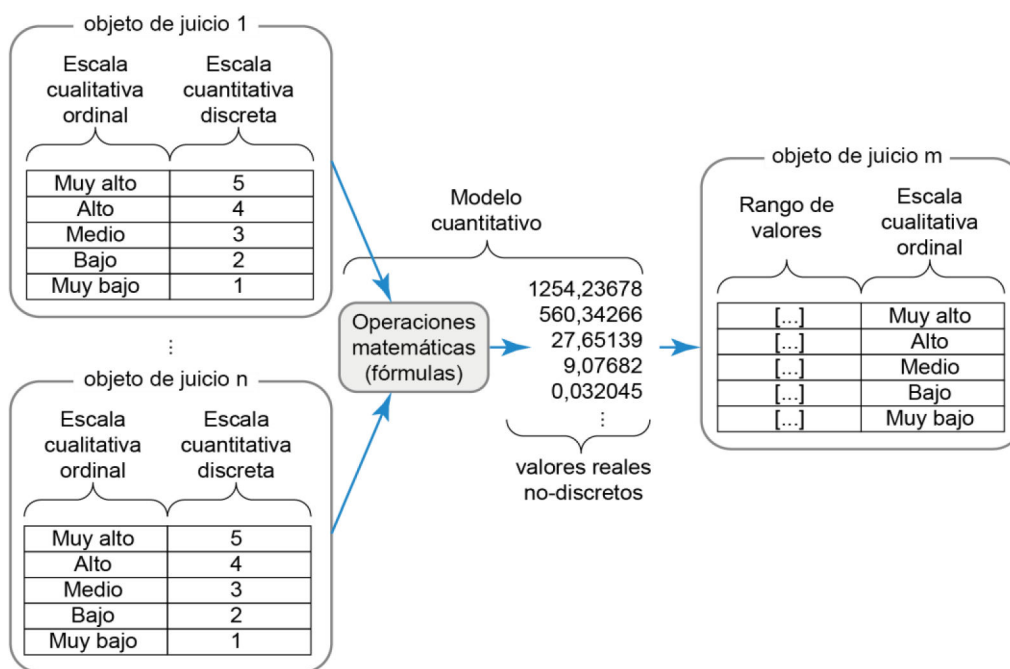 objeto de juicio 1
Escala
cualitativa
ordinal
Escala
cuantitativa
discreta
Muy alto 5
Alto 4
Medio 3
Bajo 2
Muy bajo 1
⋮
objeto de juicio n
Escala
cualitativa
ordinal
Escala
cuantitativa
discreta
Muy alto 5
Alto 4
Medio 3
Bajo 2
Muy bajo 1
Modelo
cuantitativo
Operaciones
matemáticas
(fórmulas)
1254,23678
560,34266
27,65139
9,07682
0,032045
⋮
valores reales
no-discretos
objeto de juicio m
Rango de
valores
Escala
cualitativa
ordinal
[...] Muy alto
[...] Alto
[...] Medio
[...] Bajo
[...] Muy bajo